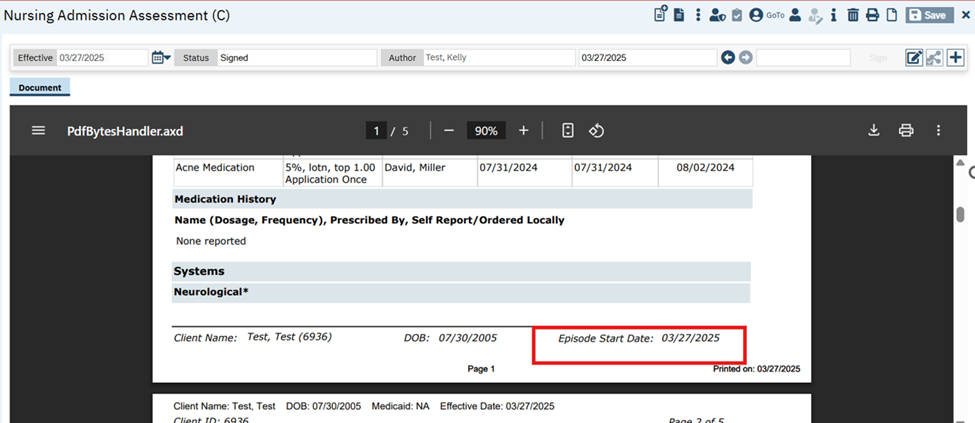 Nursing Admission Assessment (C)
GoTo
Save
Effective 03/27/2025 Status Signed Author Test, Kelly 03/27/2025 Sign
Document
PdfBytesHandler.axd 1 / 5 90%
Acne Medication 5%, lotn, top 1.00 David, Miller 07/31/2024 07/31/2024 08/02/2024
Application Once
Medication History
Name (Dosage, Frequency), Prescribed By, Self Report/Ordered Locally
None reported
Systems
Neurological*
Client Name: Test, Test (6936) DOB: 07/30/2005 Episode Start Date: 03/27/2025
Page 1 Printed on: 03/27/2025
Client Name: Test, Test DOB: 07/30/2005 Medicaid: NA Effective Date: 03/27/2025
Client ID: 6936 Page 2 of 5